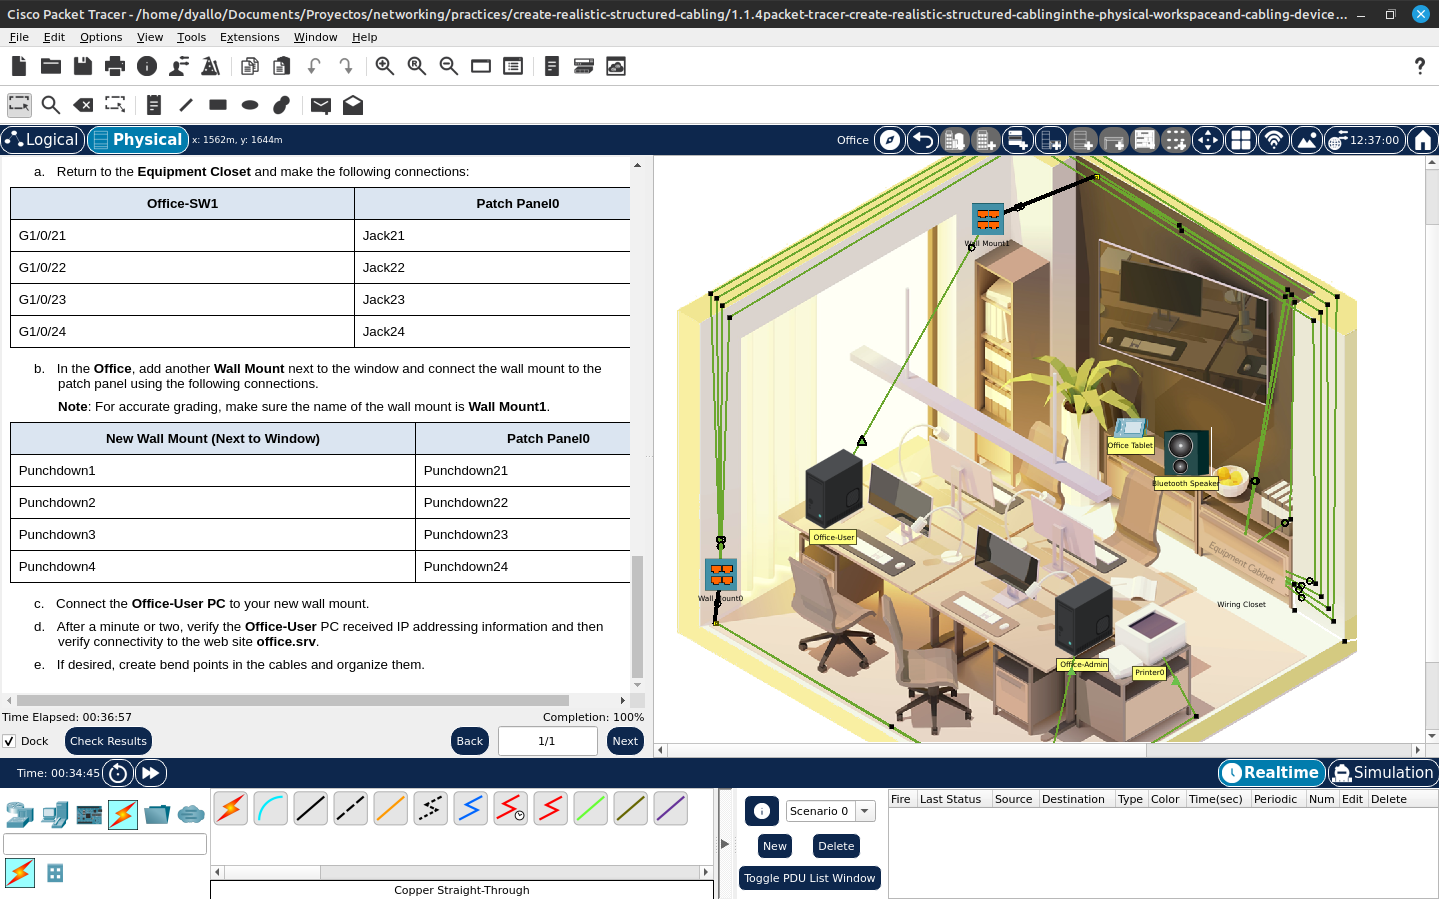 Cisco Packet Tracer - /home/dyallo/Documents/Proyectos/networking/practices/create-realistic-structured-cabling/1.1.4packet-tracer-create-realistic-structured-cablinginthe-physical-workspaceand-cabling-device...
File Edit Options View Tools Extensions Window Help
Logical Physical x: 1562m, y: 1644m Office 12:37:00
a. Return to the Equipment Closet and make the following connections:
Office-SW1 Patch Panel0
G1/0/21 Jack21
G1/0/22 Jack22
G1/0/23 Jack23
G1/0/24 Jack24
b. In the Office, add another Wall Mount next to the window and connect the wall mount to the
patch panel using the following connections.
Note: For accurate grading, make sure the name of the wall mount is Wall Mount1.
New Wall Mount (Next to Window) Patch Panel0
Punchdown1 Punchdown21
Punchdown2 Punchdown22
Punchdown3 Punchdown23
Punchdown4 Punchdown24
c. Connect the Office-User PC to your new wall mount.
d. After a minute or two, verify the Office-User PC received IP addressing information and then
verify connectivity to the web site office.srv.
e. If desired, create bend points in the cables and organize them.
Time Elapsed: 00:36:57 Completion: 100%
Dock Check Results Back 1/1 Next
Wall Mount1
Office Tablet
Bluetooth Speaker
Office-User
Equipment Cabinet
Wall Mount0
Wiring Closet
Office-Admin
Printer0
Time: 00:34:45 Realtime Simulation
Scenario 0
New Delete
Toggle PDU List Window
Fire Last Status Source Destination Type Color Time(sec) Periodic Num Edit Delete
Copper Straight-Through